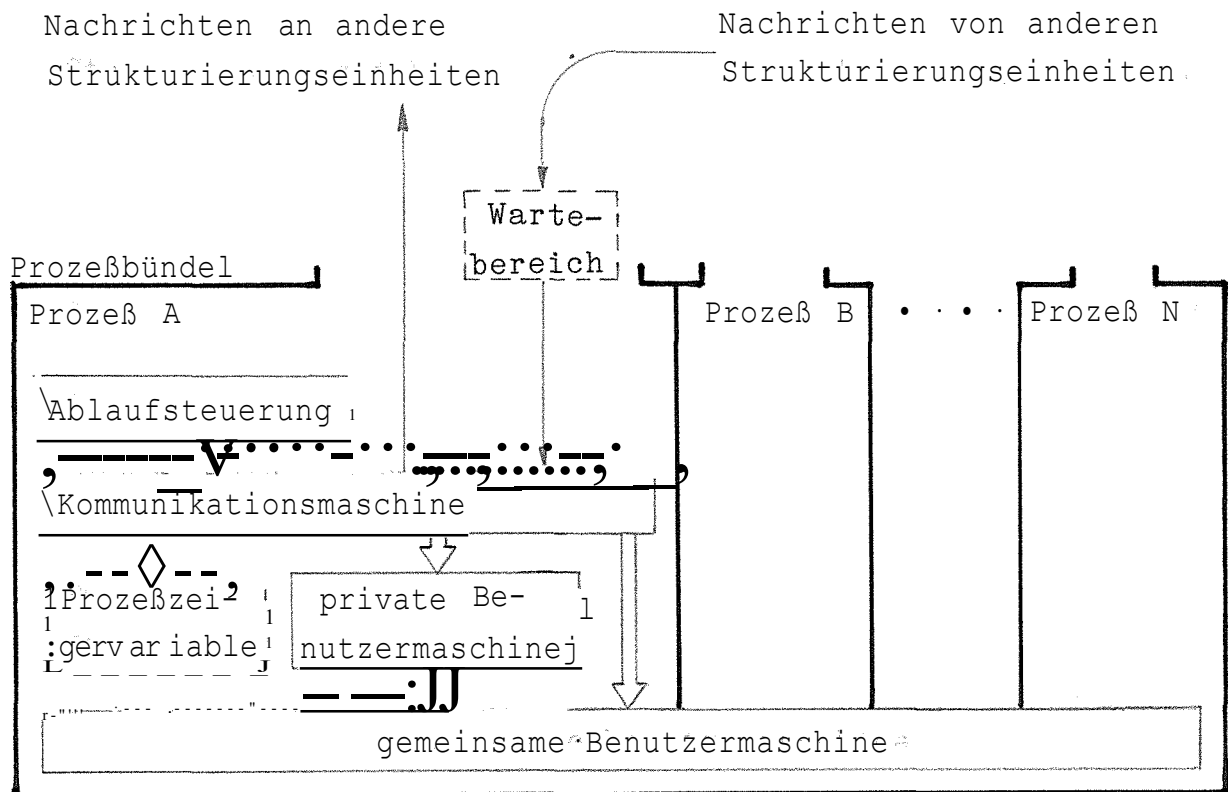 Nachrichten an andere
Strukturierungseinheiten
Nachrichten von anderen
Strukturierungseinheiten
Warte-
bereich
Prozeßbündel
Prozeß A
Prozeß B
Prozeß N
Ablaufsteuerung
Kommunikationsmaschine
Prozeßzei
gervariable
private Be-
nutzermaschine
gemeinsame Benutzermaschine